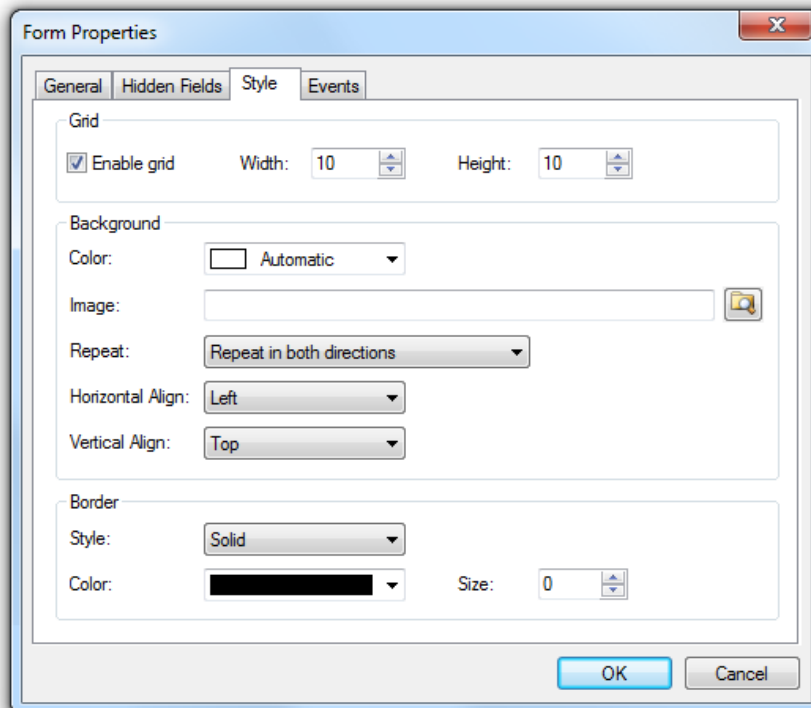 Form Properties
General Hidden Fields Style Events
Grid
Enable grid Width: 10 Height: 10
Background
Color: Automatic
Image:
Repeat: Repeat in both directions
Horizontal Align: Left
Vertical Align: Top
Border
Style: Solid
Color: Size: 0
OK Cancel